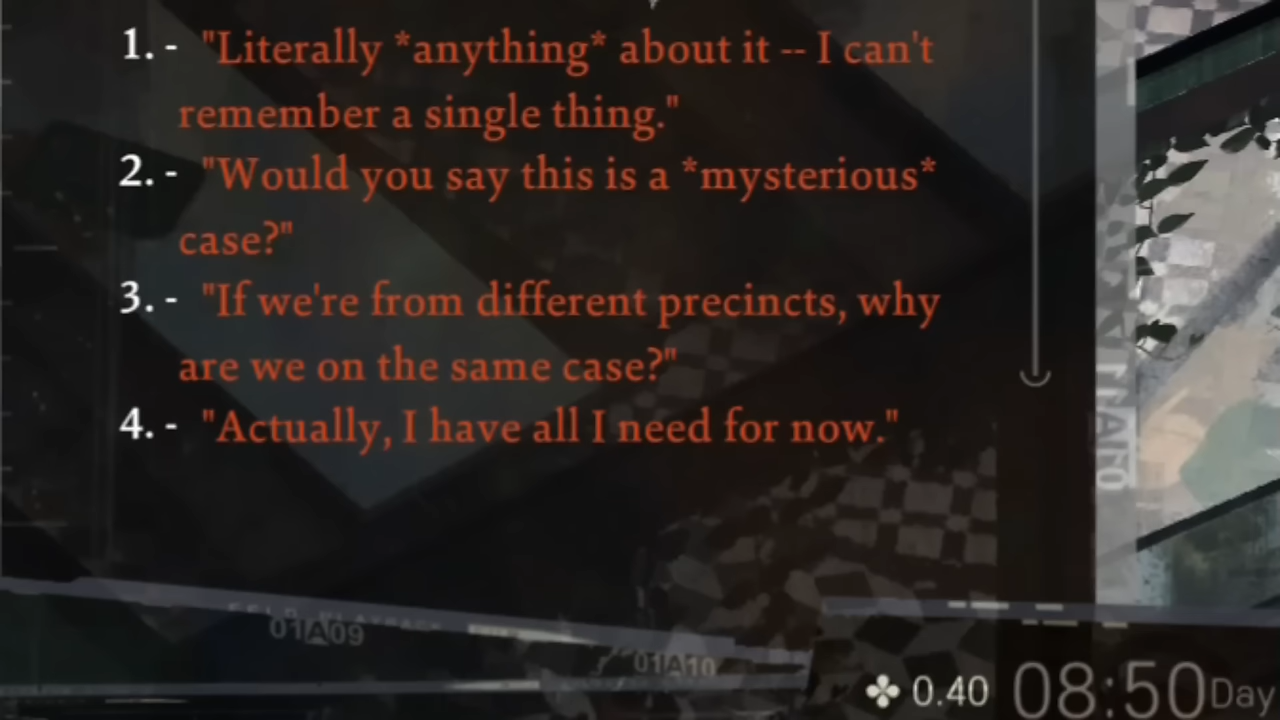 1. - "Literally *anything* about it -- I can't
remember a single thing."
2. - "Would you say this is a *mysterious*
case?"
3. - "If we're from different precincts, why
are we on the same case?"
4. - "Actually, I have all I need for now."
01A09
01A10
0.40 08:50 Day